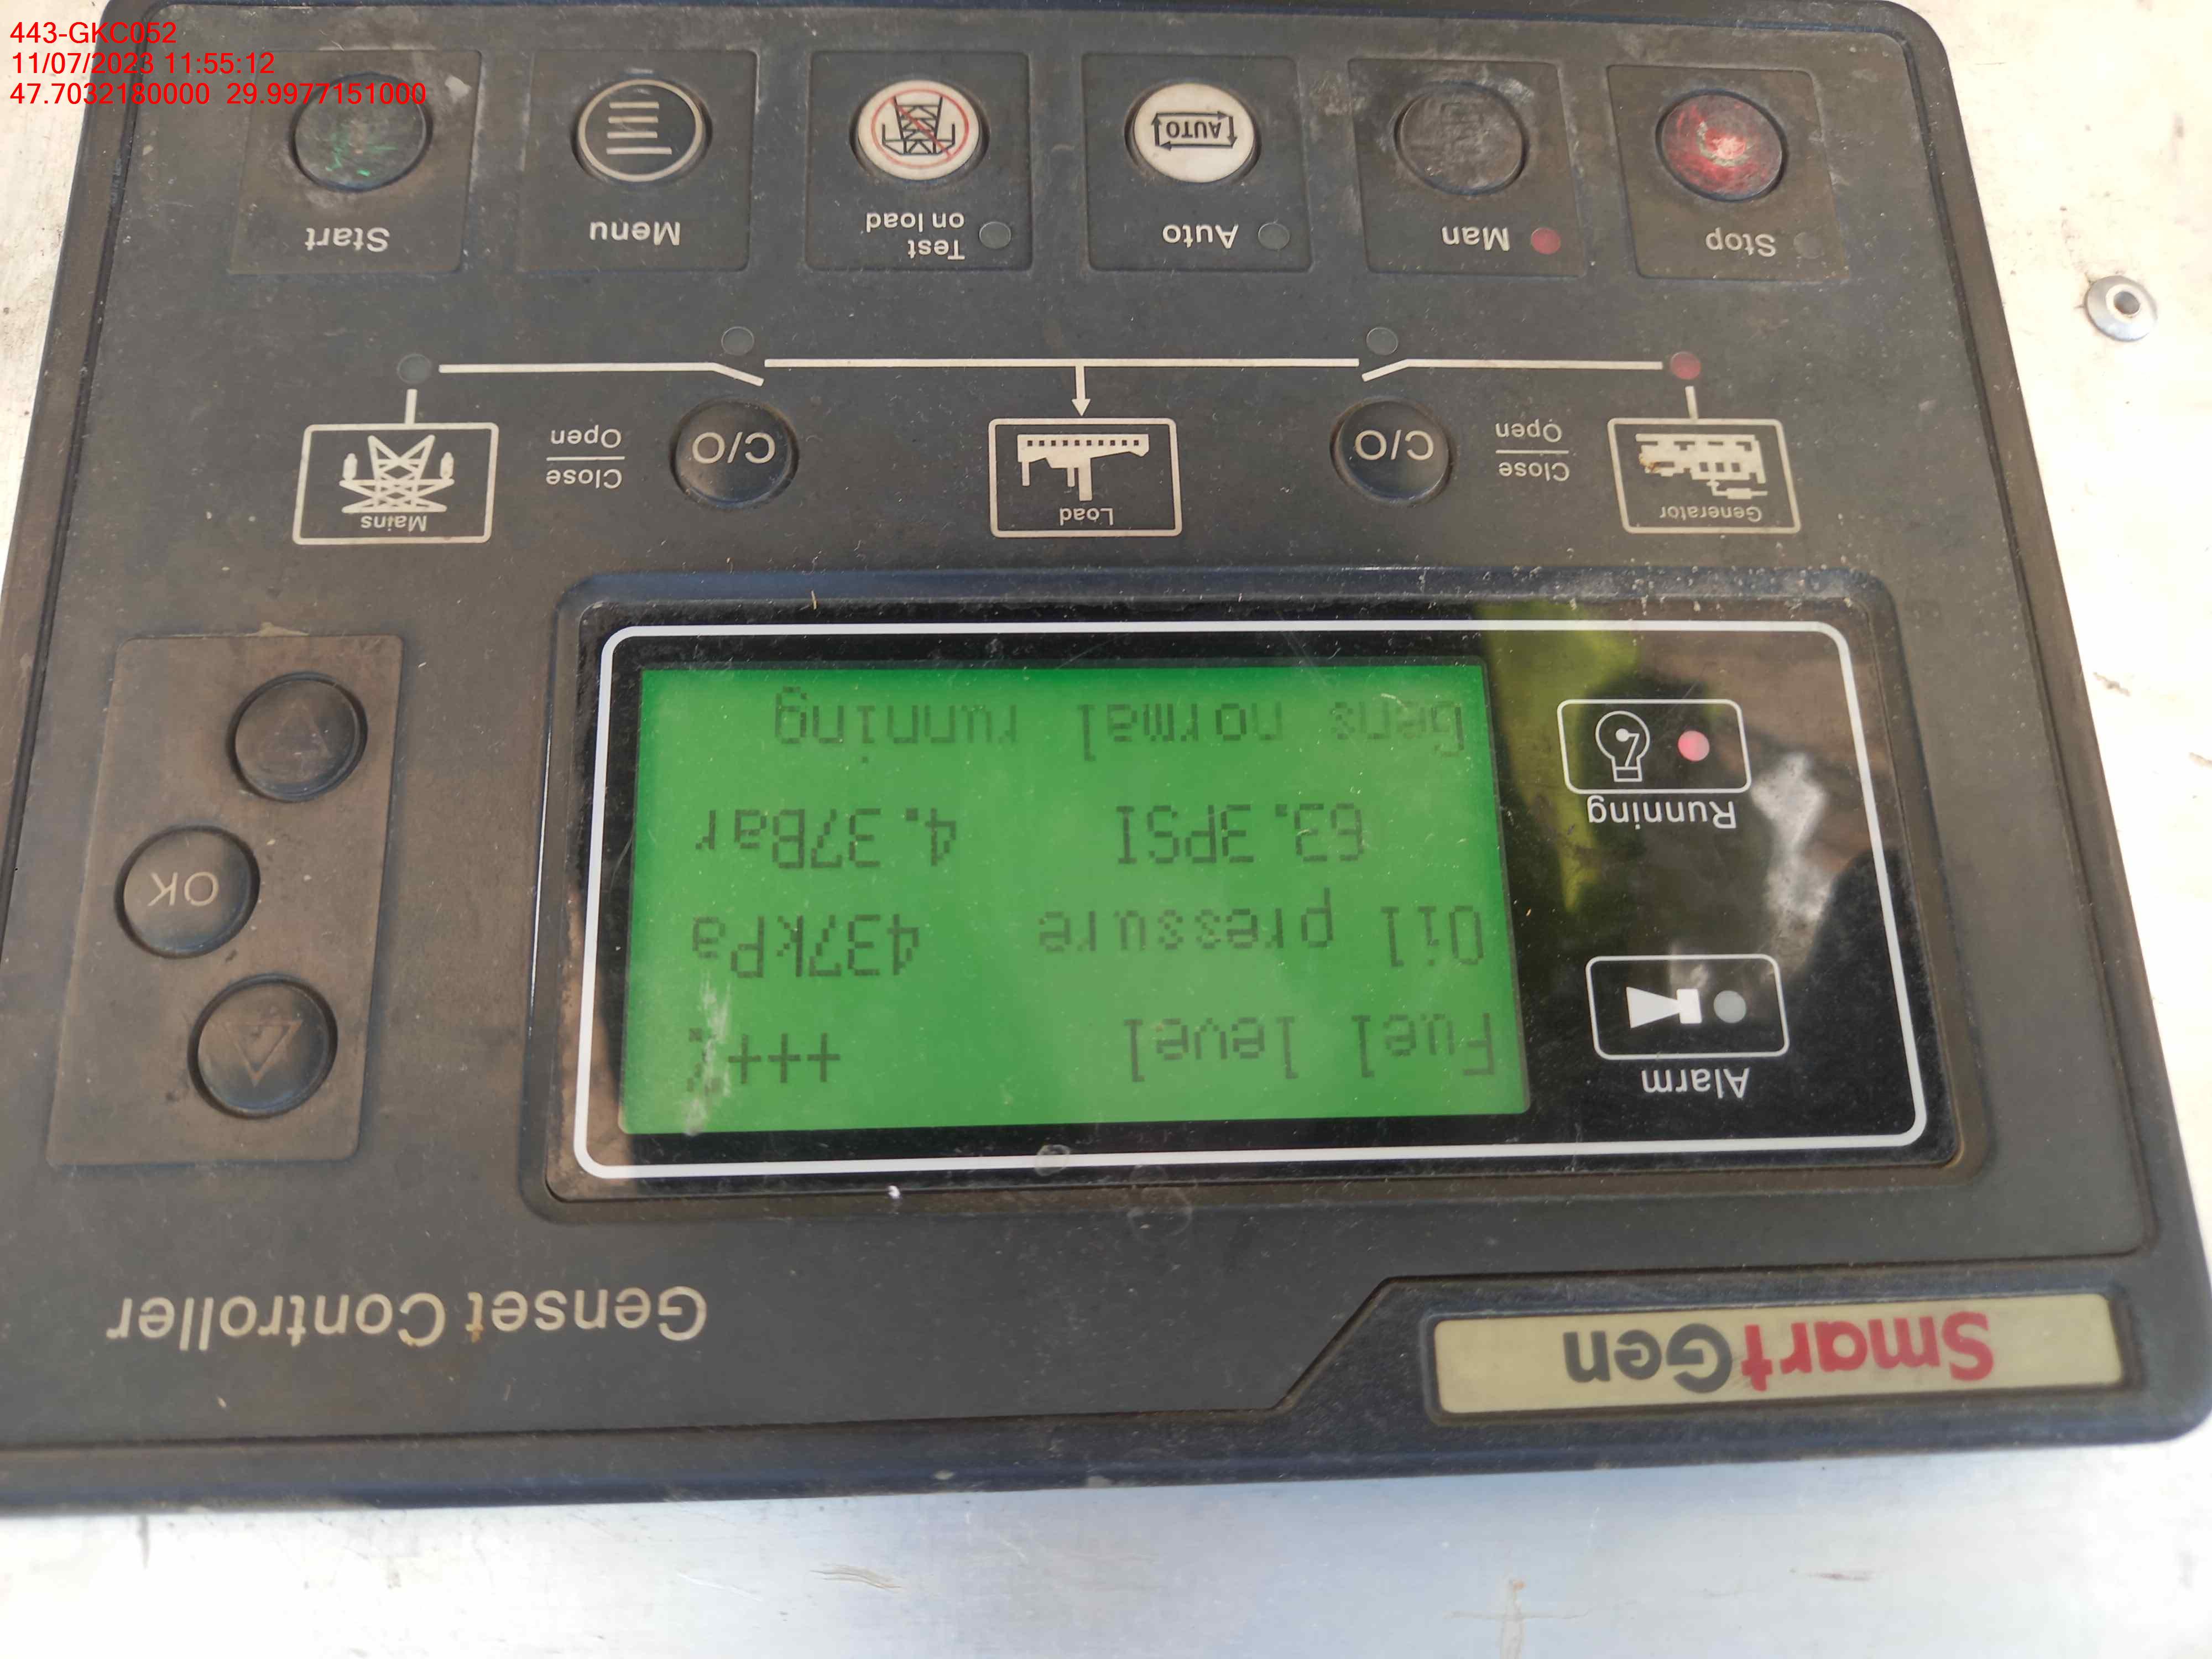 443-GKC052
11/07/2023 11:55:12
47.7032180000 29.9977151000
SmartGen
Genset Controller
Alarm
Running
Fuel level +++%
Oil pressure 437kPa
63.3PSI 4.37Bar
Gens normal running
OK
Generator
Close
Open
C/O
Load
C/O
Close
Open
Mains
Stop
Man
Auto
Test
on load
Menu
Start
AUTO